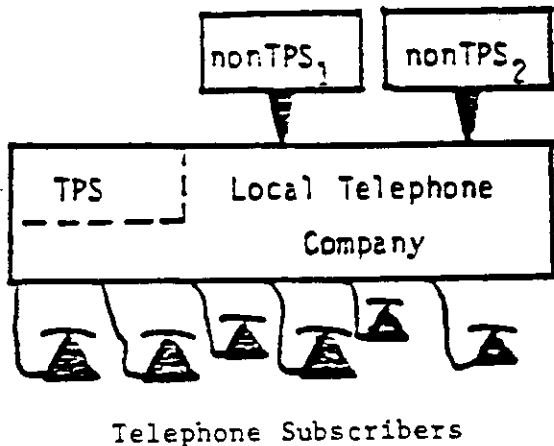 nonTPS₁ nonTPS₂
TPS Local Telephone
Company
Telephone Subscribers